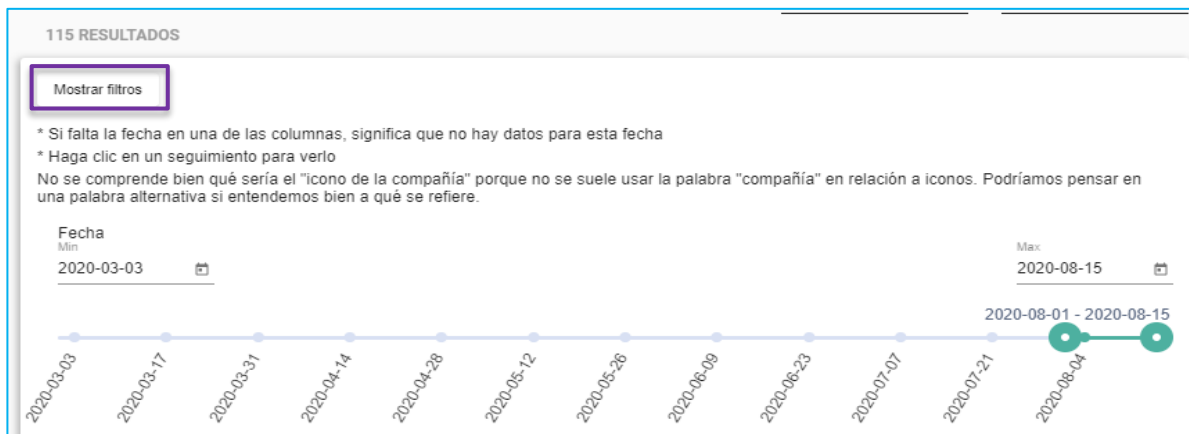 115 RESULTADOS
Mostrar filtros
* Si falta la fecha en una de las columnas, significa que no hay datos para esta fecha
* Haga clic en un seguimiento para verlo
No se comprende bien qué sería el "icono de la compañía" porque no se suele usar la palabra "compañía" en relación a iconos. Podríamos pensar en
una palabra alternativa si entendemos bien a qué se refiere.
Fecha
Min
Max
2020-03-03
2020-08-15
2020-08-01 - 2020-08-15
2020-03-03
2020-03-17
2020-03-31
2020-04-14
2020-04-28
2020-05-12
2020-05-26
2020-06-09
2020-06-23
2020-07-07
2020-07-21
2020-08-04